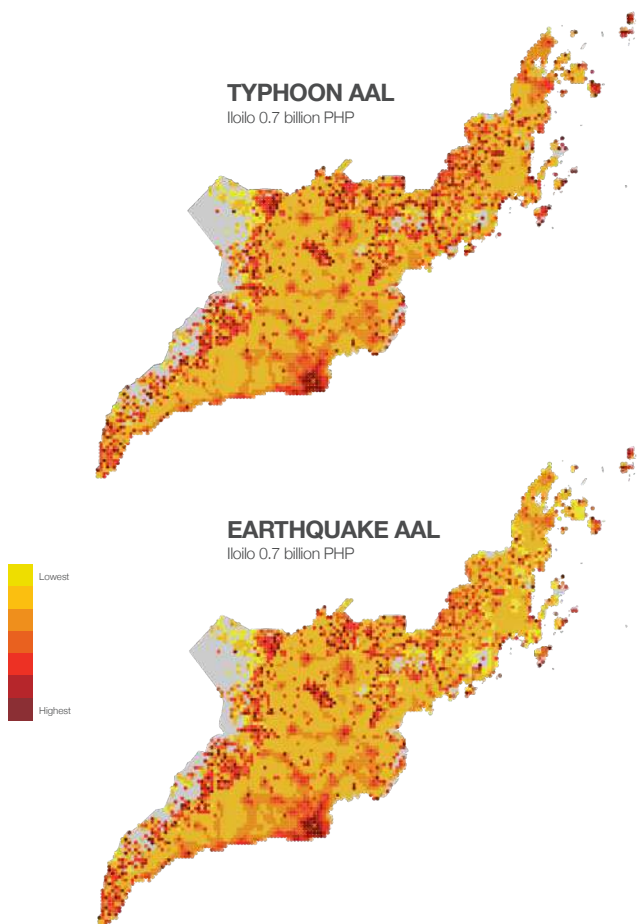 TYPHOON AAL
Iloilo 0.7 billion PHP
EARTHQUAKE AAL
Iloilo 0.7 billion PHP
Lowest
Highest